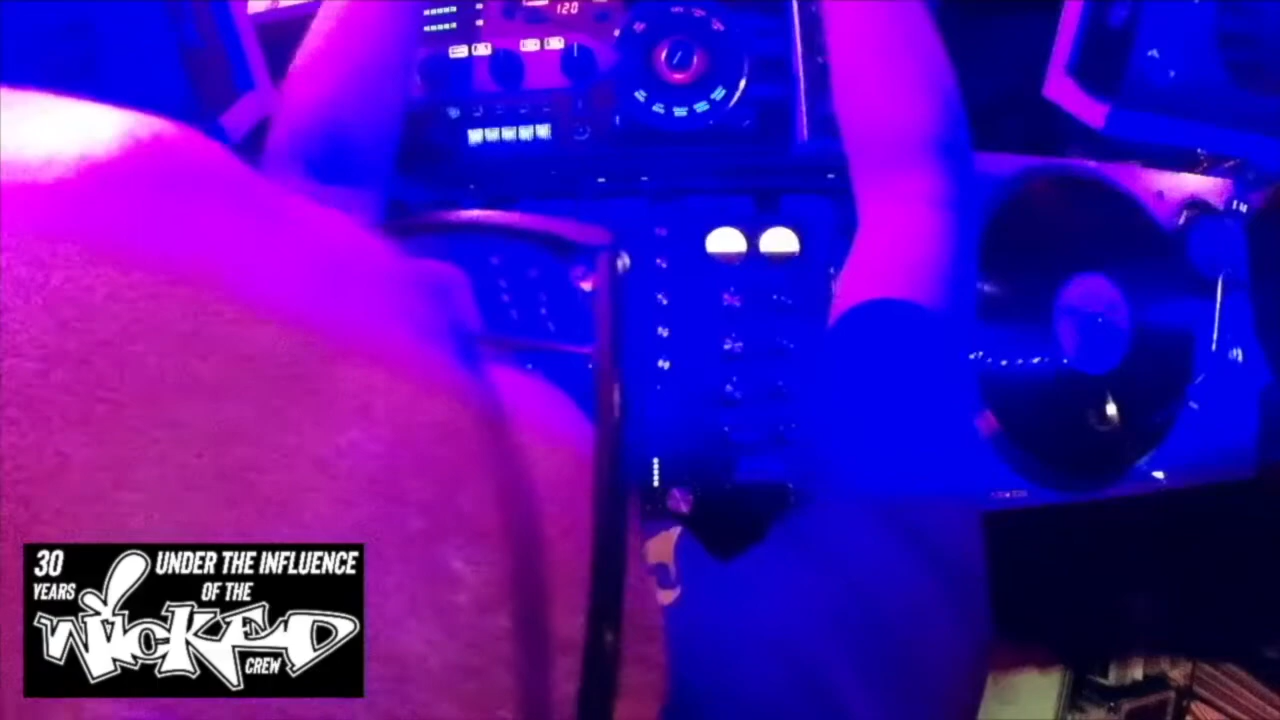 120
30
YEARS
UNDER THE INFLUENCE
OF THE
WICKED
CREW